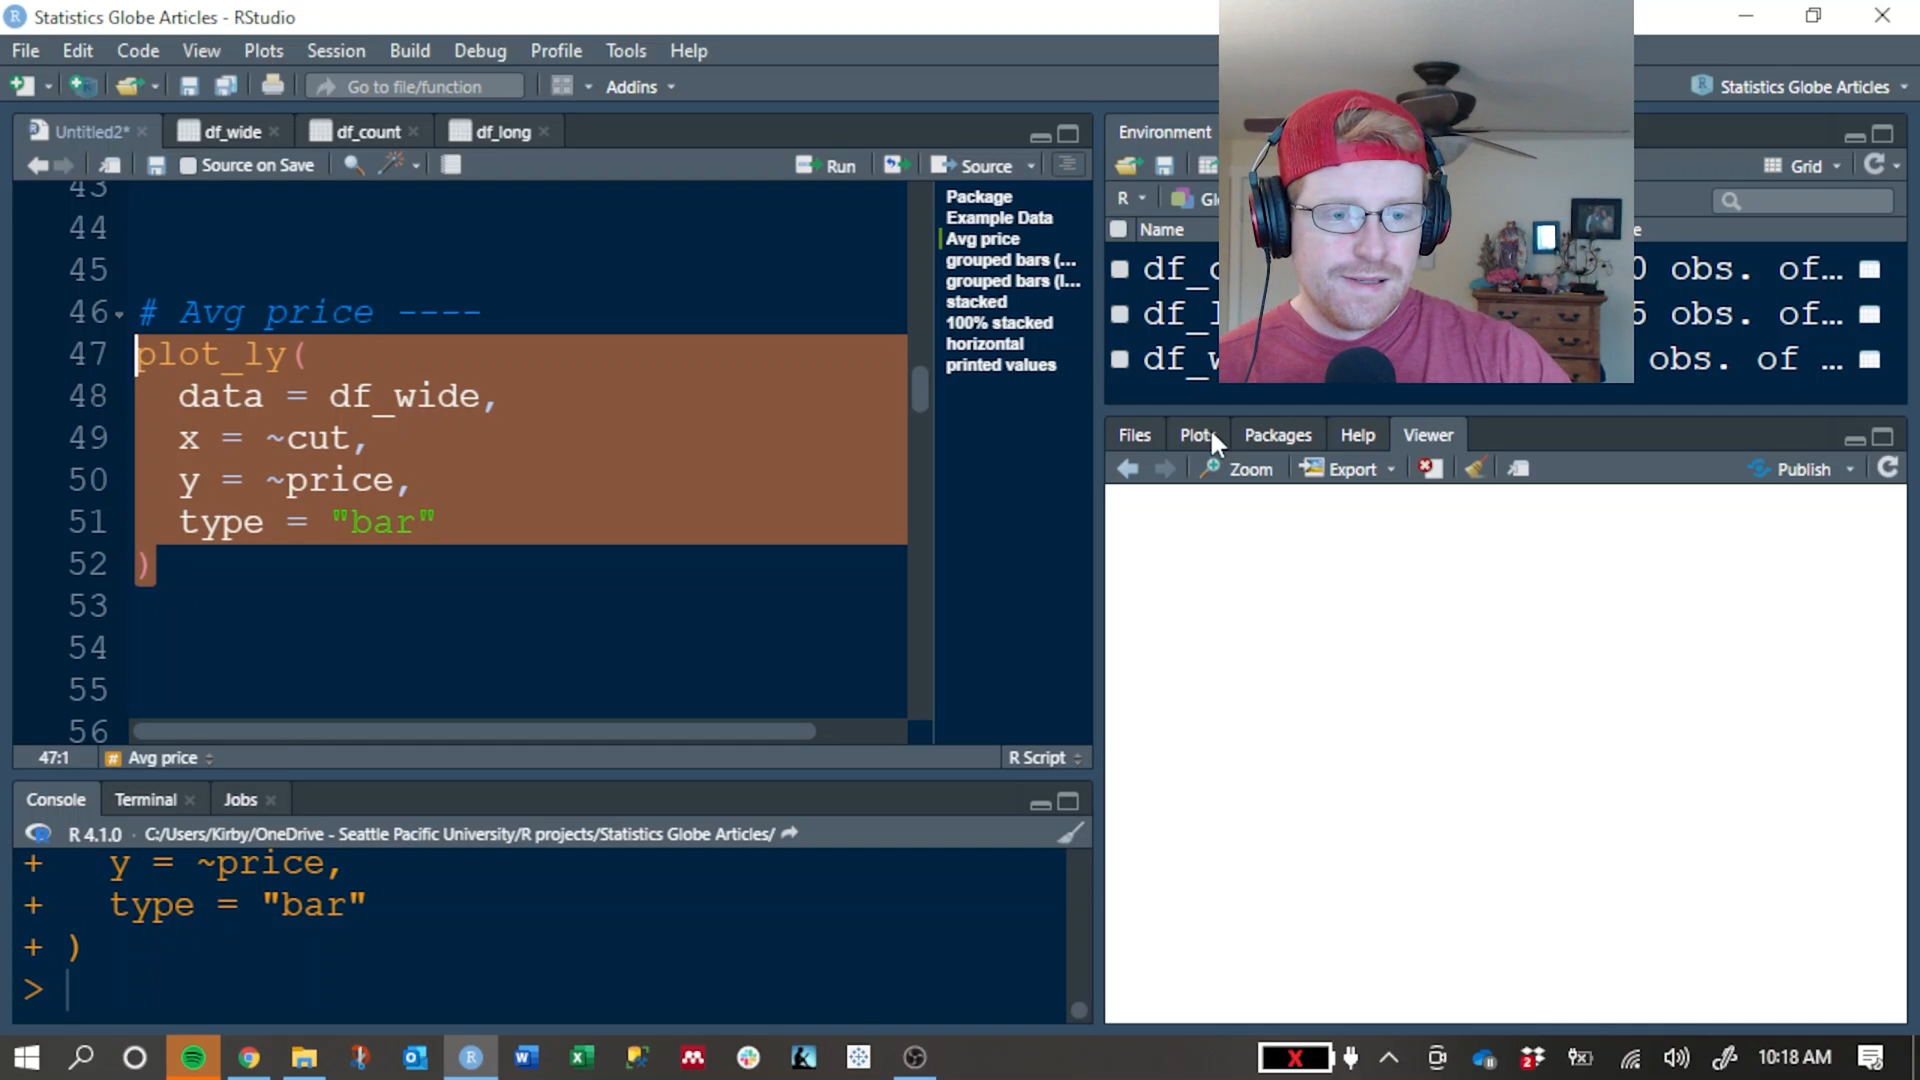 Statistics Globe Articles - RStudio
File Edit Code View Plots Session Build Debug Profile Tools Help
Go to file/function Addins Statistics Globe Articles
Untitled2* df_wide df_count df_long
Source on Save Run Source
43
44
45
46 # Avg price ----
47 plot_ly(
48 data = df_wide,
49 x = ~cut,
50 y = ~price,
51 type = "bar"
52 )
53
54
55
56
Package
Example Data
Avg price
grouped bars (...
grouped bars (l...
stacked
100% stacked
horizontal
printed values
47:1 Avg price R Script
Console Terminal Jobs
R 4.1.0 · C:/Users/Kirby/OneDrive - Seattle Pacific University/R projects/Statistics Globe Articles/
+ y = ~price,
+ type = "bar"
+ )
>
Environment
Grid
R
Name
obs. of…
obs. of…
obs. of …
Files Plots Packages Help Viewer
Zoom Export Publish
10:18 AM